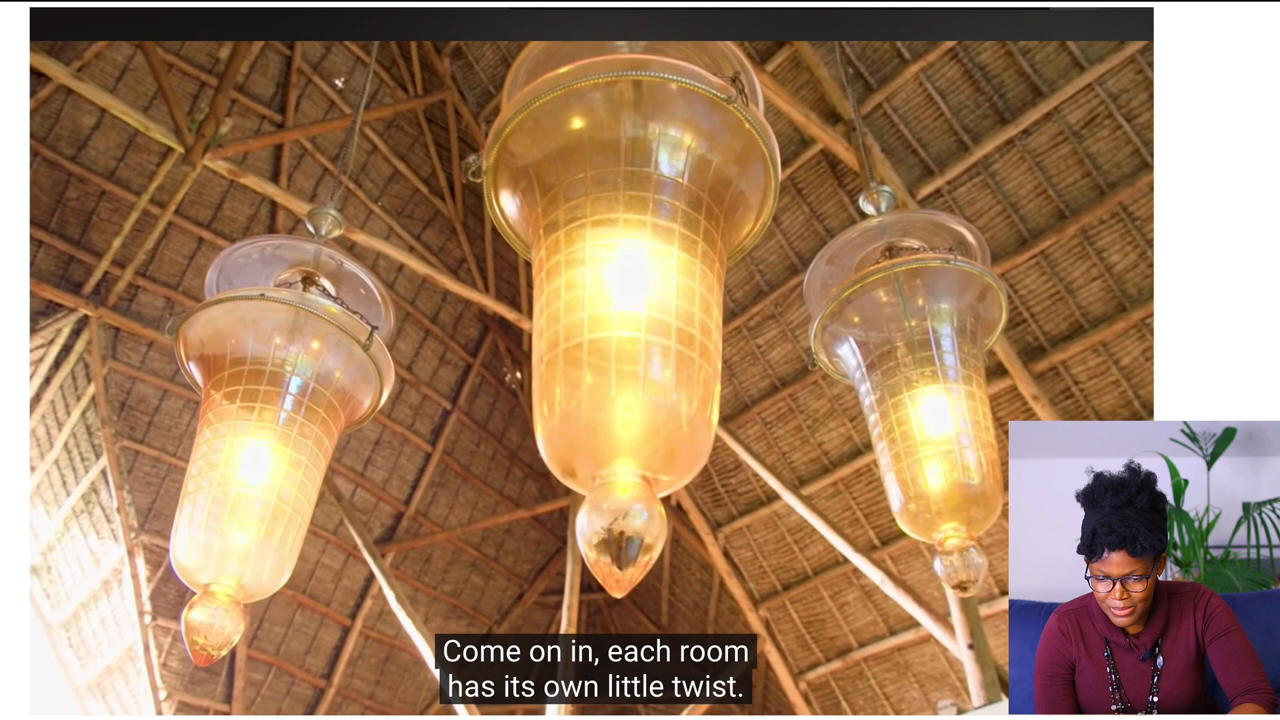 Come on in, each room
has its own little twist.